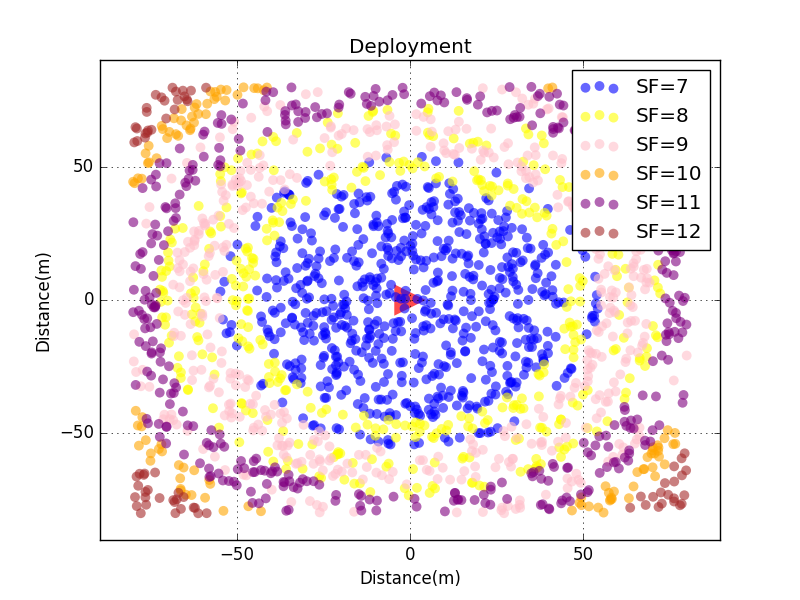 Deployment
SF=7
SF=8
SF=9
SF=10
SF=11
SF=12
50
0
−50
Distance(m)
−50
0
50
Distance(m)